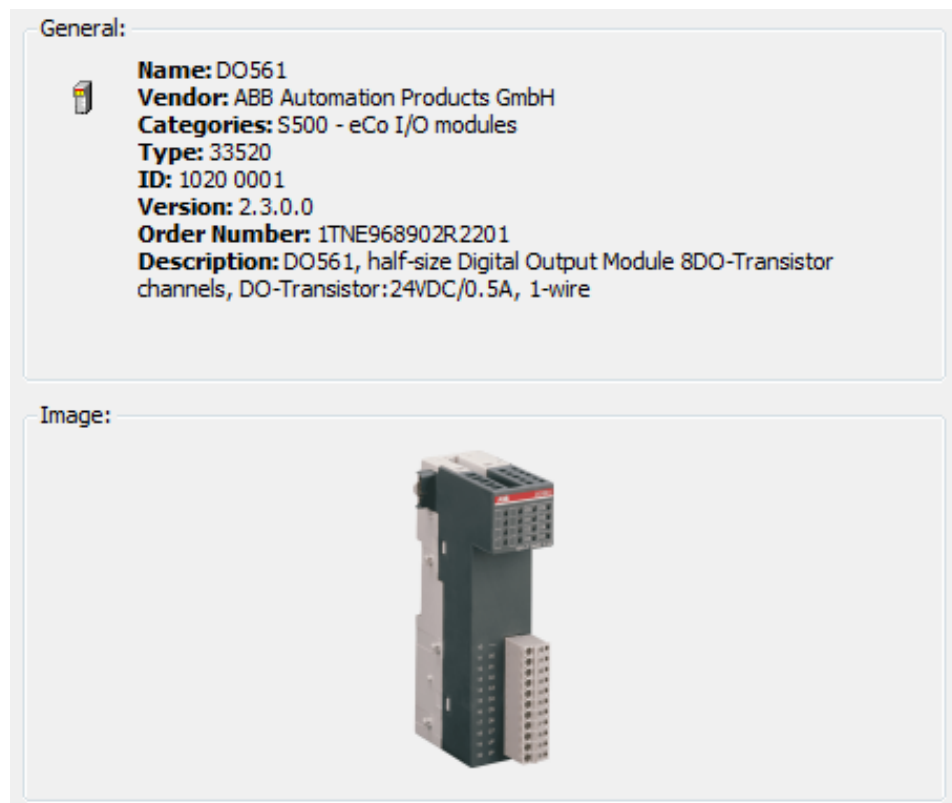 General:
Name: DO561
Vendor: ABB Automation Products GmbH
Categories: S500 - eCo I/O modules
Type: 33520
ID: 1020 0001
Version: 2.3.0.0
Order Number: 1TNE968902R2201
Description: DO561, half-size Digital Output Module 8DO-Transistor
channels, DO-Transistor:24VDC/0.5A, 1-wire
Image:
ABB